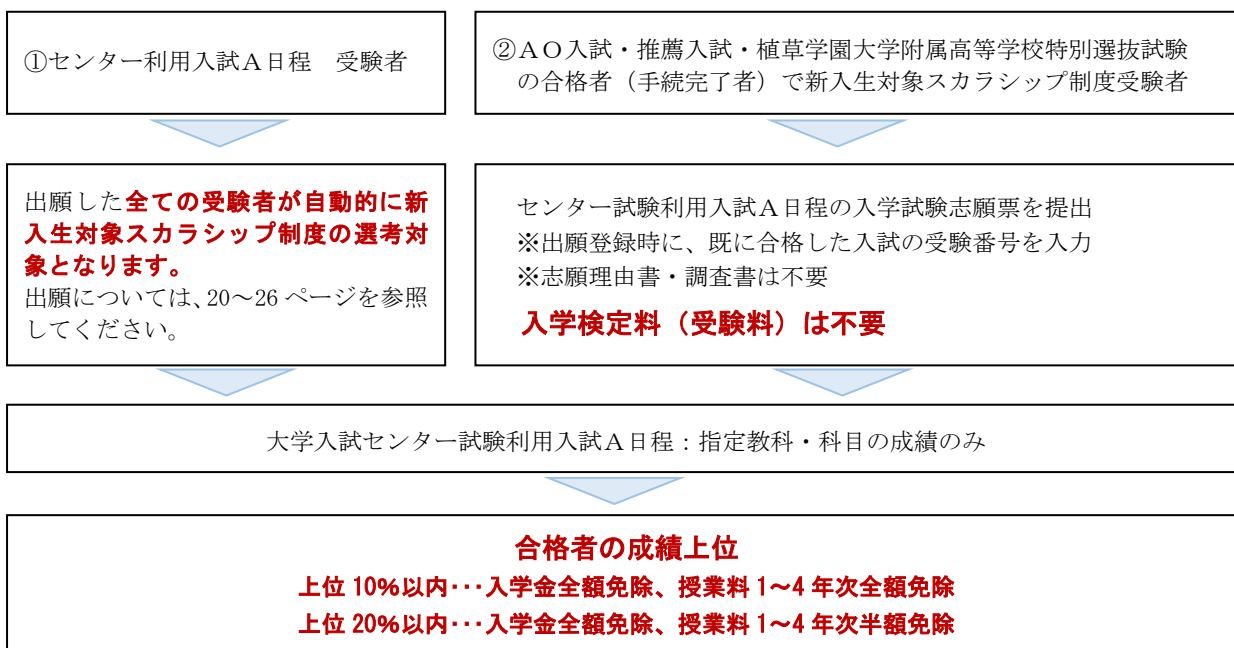 ①センター利用入試A日程　受験者
②AO入試・推薦入試・植草学園大学附属高等学校特別選抜試験
の合格者（手続完了者）で新入生対象スカラシップ制度受験者
出願した全ての受験者が自動的に新
入生対象スカラシップ制度の選考対
象となります。
出願については、20～26 ページを参照
してください。
センター試験利用入試A日程の入学試験志願票を提出
※出願登録時に、既に合格した入試の受験番号を入力
※志願理由書・調査書は不要
入学検定料（受験料）は不要
大学入試センター試験利用入試A日程：指定教科・科目の成績のみ
合格者の成績上位
上位 10%以内･･･入学金全額免除、授業料 1～4 年次全額免除
上位 20%以内･･･入学金全額免除、授業料 1～4 年次半額免除